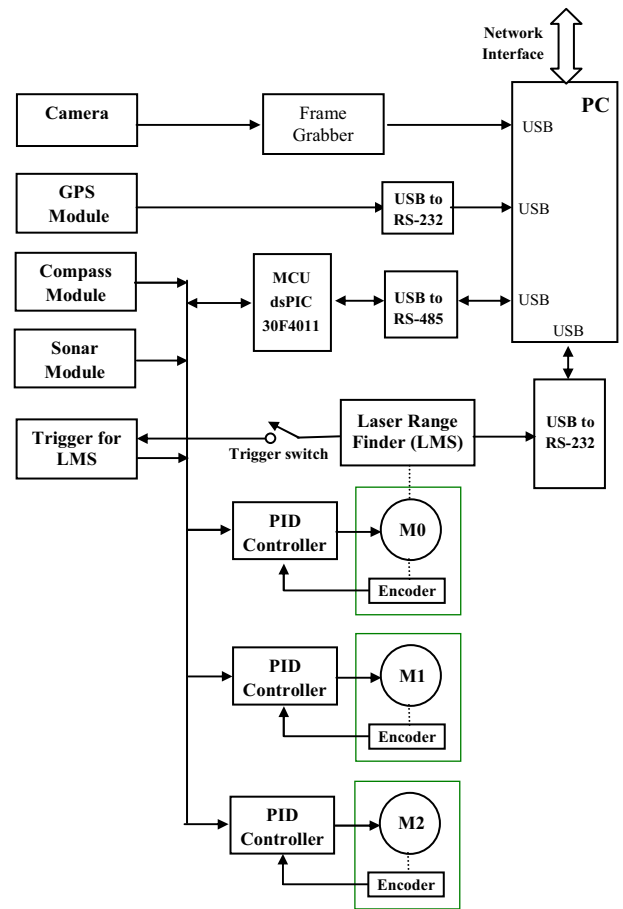 Network
Interface
PC
Camera
Frame
Grabber
USB
GPS
Module
USB to
RS-232
USB
Compass
Module
MCU
dsPIC
30F4011
USB to
RS-485
USB
USB
Sonar
Module
Trigger for
LMS
Trigger switch
Laser Range
Finder (LMS)
USB to
RS-232
PID
Controller
M0
Encoder
PID
Controller
M1
Encoder
PID
Controller
M2
Encoder